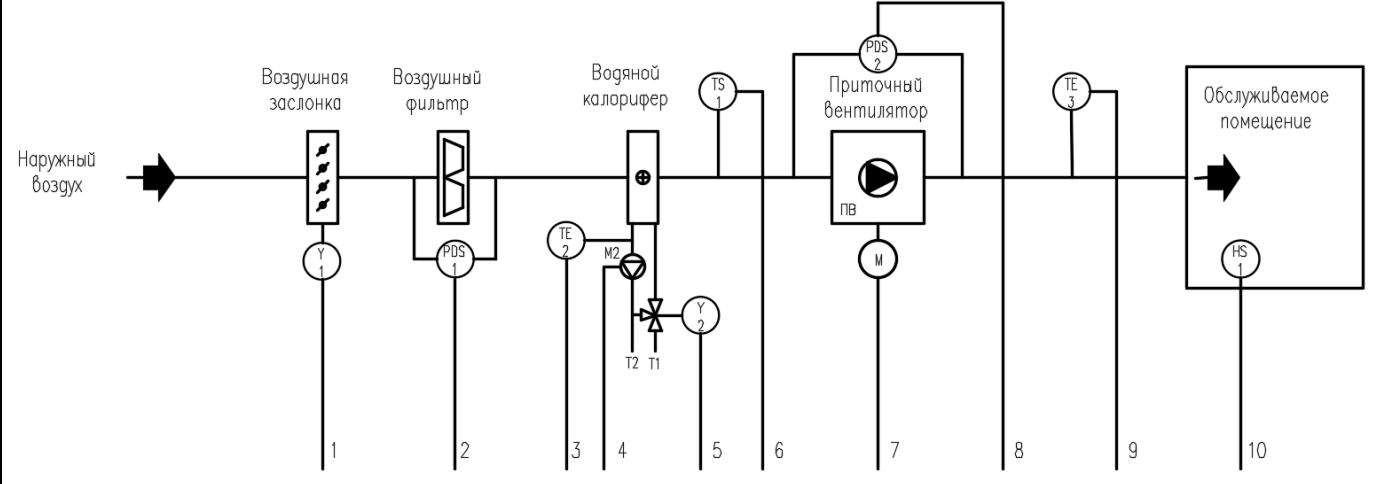 Воздушная
заслонка
Воздушный
фильтр
Водяной
калорифер
TS
1
PDS
2
Приточный
вентилятор
TE
3
Обслуживаемое
помещение
Наружный
воздух
ПВ
Y
1
PDS
1
TE
2
M2
M
HS
1
Y
2
T2 T1
1 2 3 4 5 6 7 8 9 10